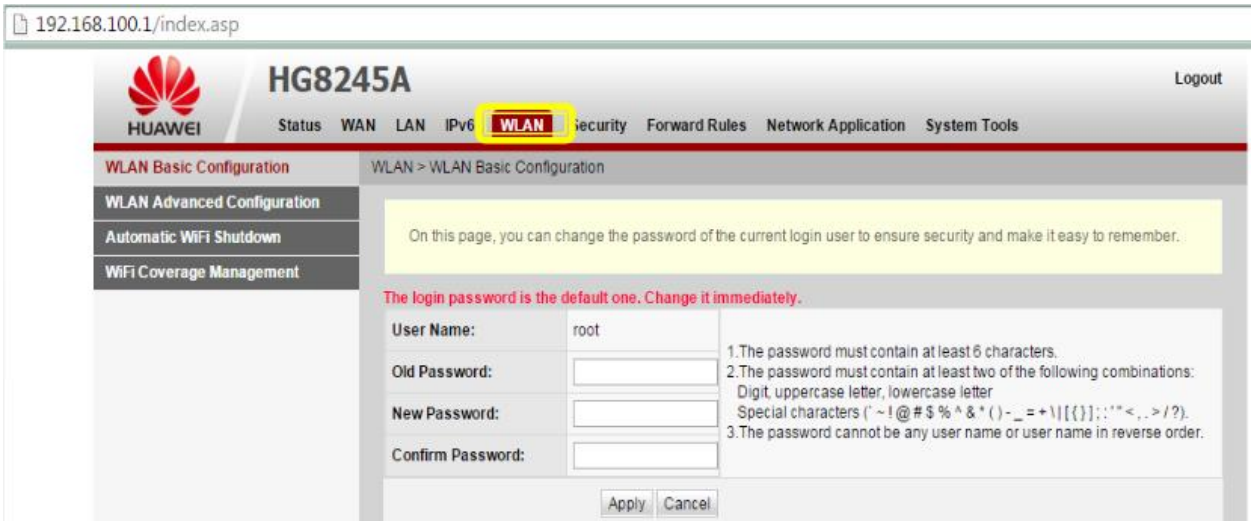 192.168.100.1/index.asp
HG8245A
Logout
HUAWEI
Status WAN LAN IPv6 WLAN Security Forward Rules Network Application System Tools
WLAN Basic Configuration
WLAN > WLAN Basic Configuration
WLAN Advanced Configuration
Automatic WiFi Shutdown
WiFi Coverage Management
On this page, you can change the password of the current login user to ensure security and make it easy to remember.
The login password is the default one. Change it immediately.
User Name: root
Old Password:
New Password:
Confirm Password:
1.The password must contain at least 6 characters.
2.The password must contain at least two of the following combinations:
Digit, uppercase letter, lowercase letter
Special characters (` ~ ! @ # $ % ^ & * ( ) - _ = + \ | [ { } ] ; : ' " < , . > / ?).
3.The password cannot be any user name or user name in reverse order.
Apply Cancel